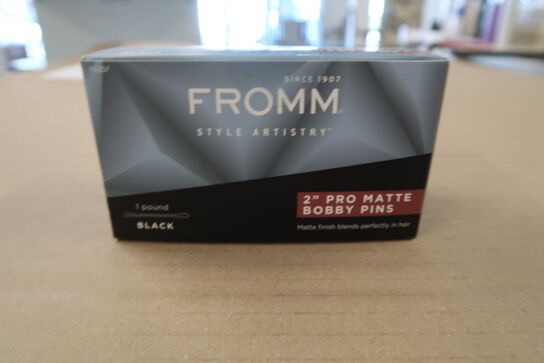 SINCE 1907
FROMM
STYLE ARTISTRY
1 pound
BLACK
2" PRO MATTE
BOBBY PINS
Matte finish blends perfectly in hair